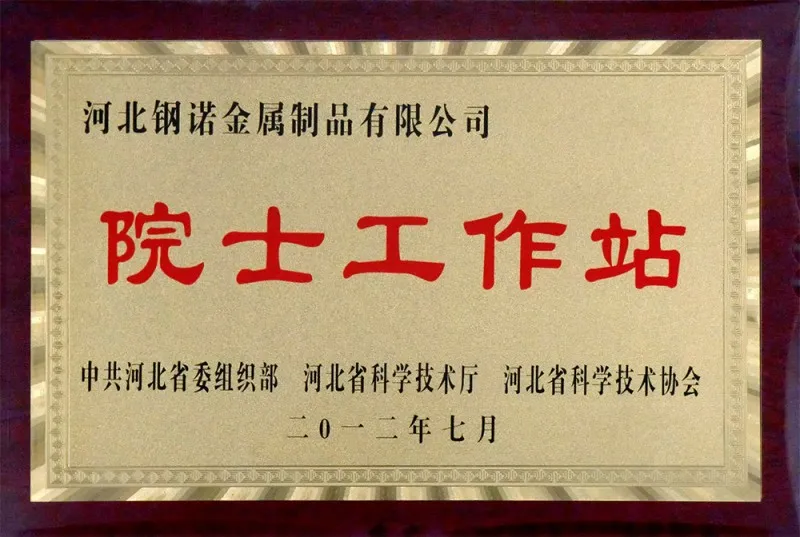 河北钢诺金属制品有限公司
院士工作站
中共河北省委组织部 河北省科学技术厅 河北省科学技术协会
二0一二年七月